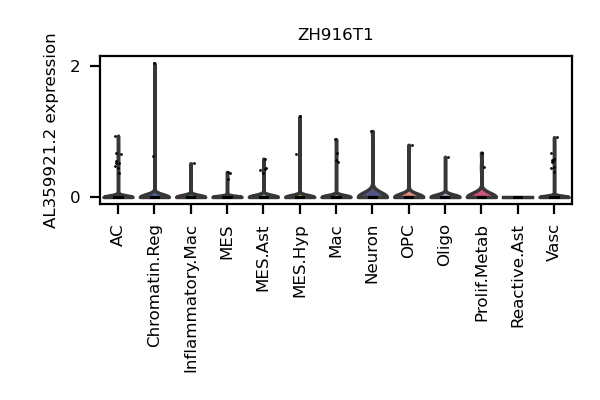 ZH916T1
AL359921.2 expression
2
0
AC
Chromatin.Reg
Inflammatory.Mac
MES
MES.Ast
MES.Hyp
Mac
Neuron
OPC
Oligo
Prolif.Metab
Reactive.Ast
Vasc